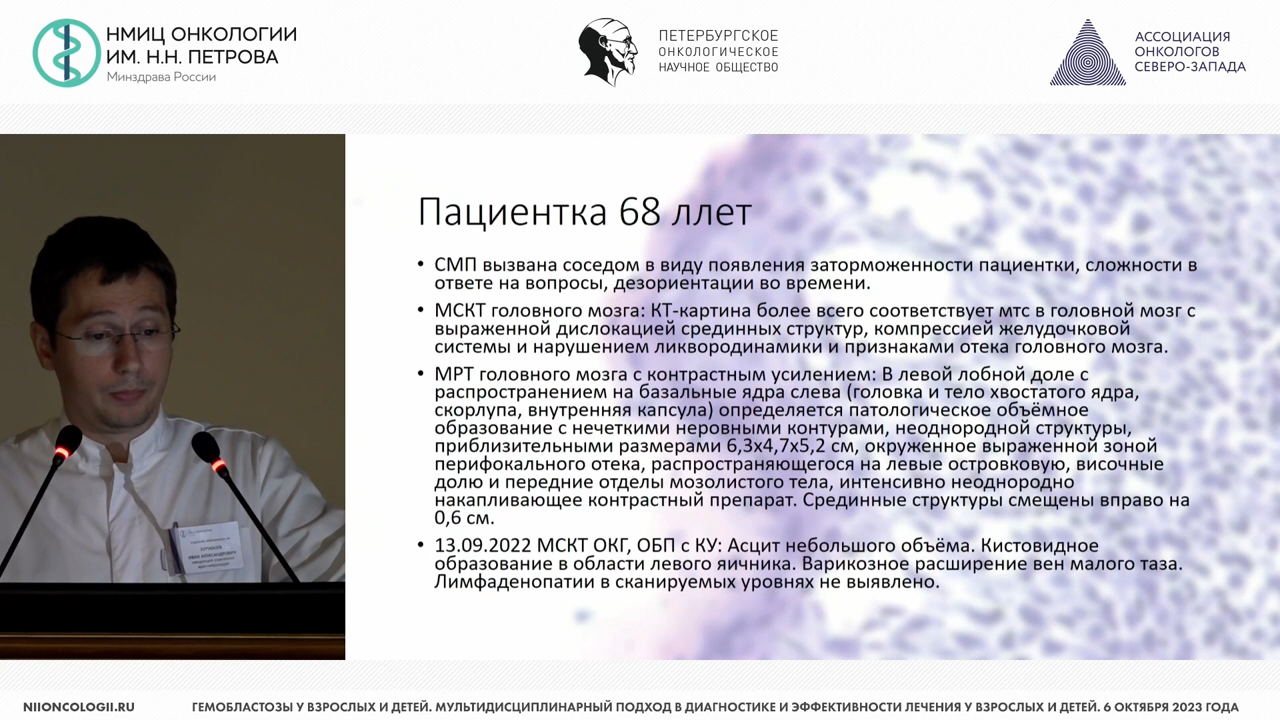 НМИЦ ОНКОЛОГИИ
ИМ. Н.Н. ПЕТРОВА
Минздрава России
ПЕТЕРБУРГСКОЕ
ОНКОЛОГИЧЕСКОЕ
НАУЧНОЕ ОБЩЕСТВО
АССОЦИАЦИЯ
ОНКОЛОГОВ
СЕВЕРО-ЗАПАДА
Пациентка 68 ллет
• СМП вызвана соседом в виду появления заторможенности пациентки, сложности в
ответе на вопросы, дезориентации во времени.
• МСКТ головного мозга: КТ-картина более всего соответствует мтс в головной мозг с
выраженной дислокацией срединных структур, компрессией желудочковой
системы и нарушением ликвородинамики и признаками отека головного мозга.
• МРТ головного мозга с контрастным усилением: В левой лобной доле с
распространением на базальные ядра слева (головка и тело хвостатого ядра,
скорлупа, внутренняя капсула) определяется патологическое объёмное
образование с нечеткими неровными контурами, неоднородной структуры,
приблизительными размерами 6,3х4,7х5,2 см, окруженное выраженной зоной
перифокального отека, распространяющегося на левые островковую, височные
долю и передние отделы мозолистого тела, интенсивно неоднородно
накапливающее контрастный препарат. Срединные структуры смещены вправо на
0,6 см.
• 13.09.2022 МСКТ ОКГ, ОБП с КУ: Асцит небольшого объёма. Кистовидное
образование в области левого яичника. Варикозное расширение вен малого таза.
Лимфаденопатии в сканируемых уровнях не выявлено.
NIIONCOLOGII.RU
ГЕМОБЛАСТОЗЫ У ВЗРОСЛЫХ И ДЕТЕЙ. МУЛЬТИДИСЦИПЛИНАРНЫЙ ПОДХОД В ДИАГНОСТИКЕ И ЭФФЕКТИВНОСТИ ЛЕЧЕНИЯ У ВЗРОСЛЫХ И ДЕТЕЙ. 6 ОКТЯБРЯ 2023 ГОДА